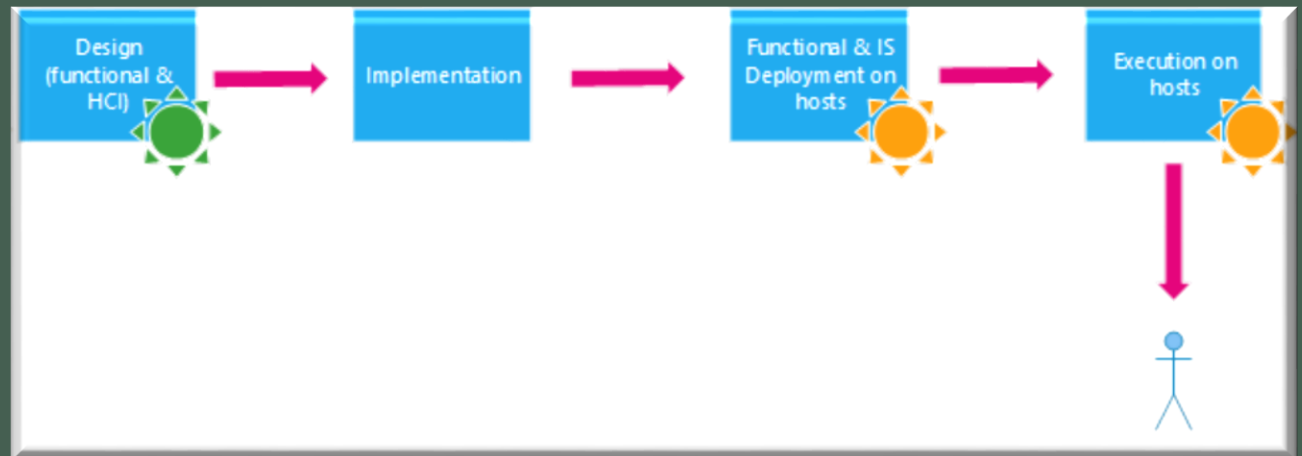 Design
(functional &
HCI)
Implementation
Functional & IS
Deployment on
hosts
Execution on
hosts